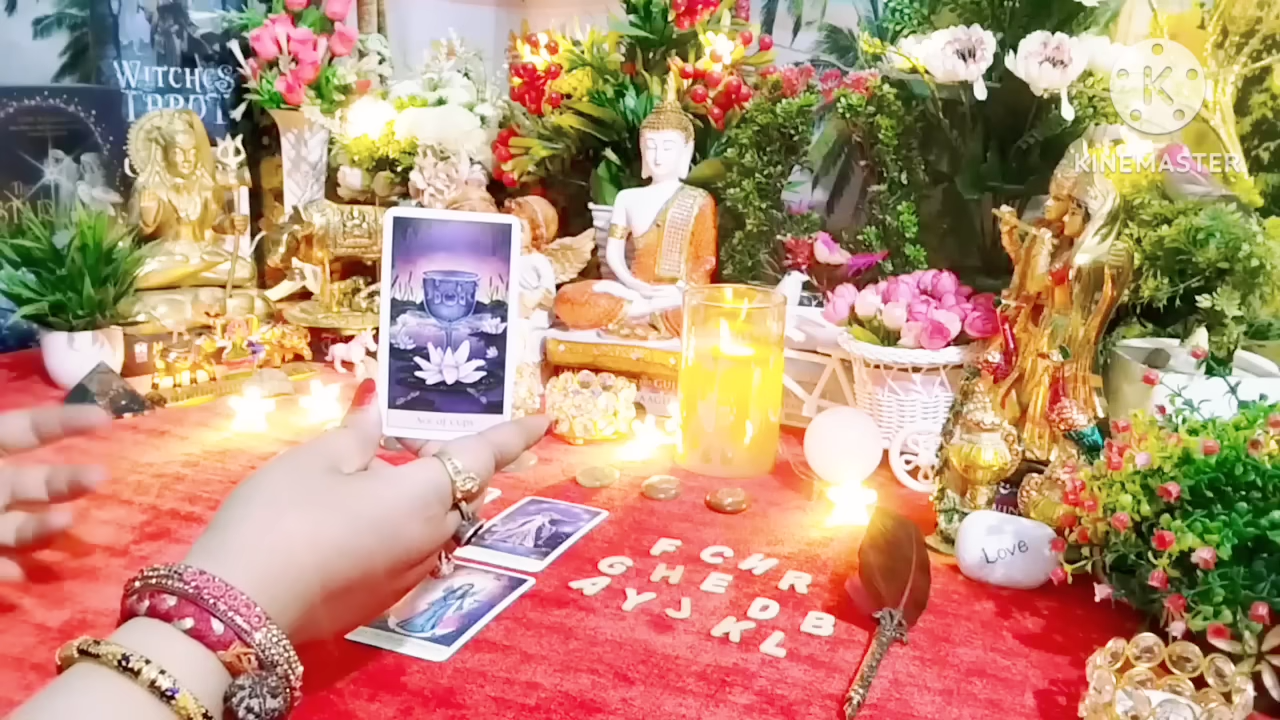 WITCHES
TAROT
K
KINEMASTER
ACE OF CUPS
Love
F C H R
G H E
A Y J D B
K L